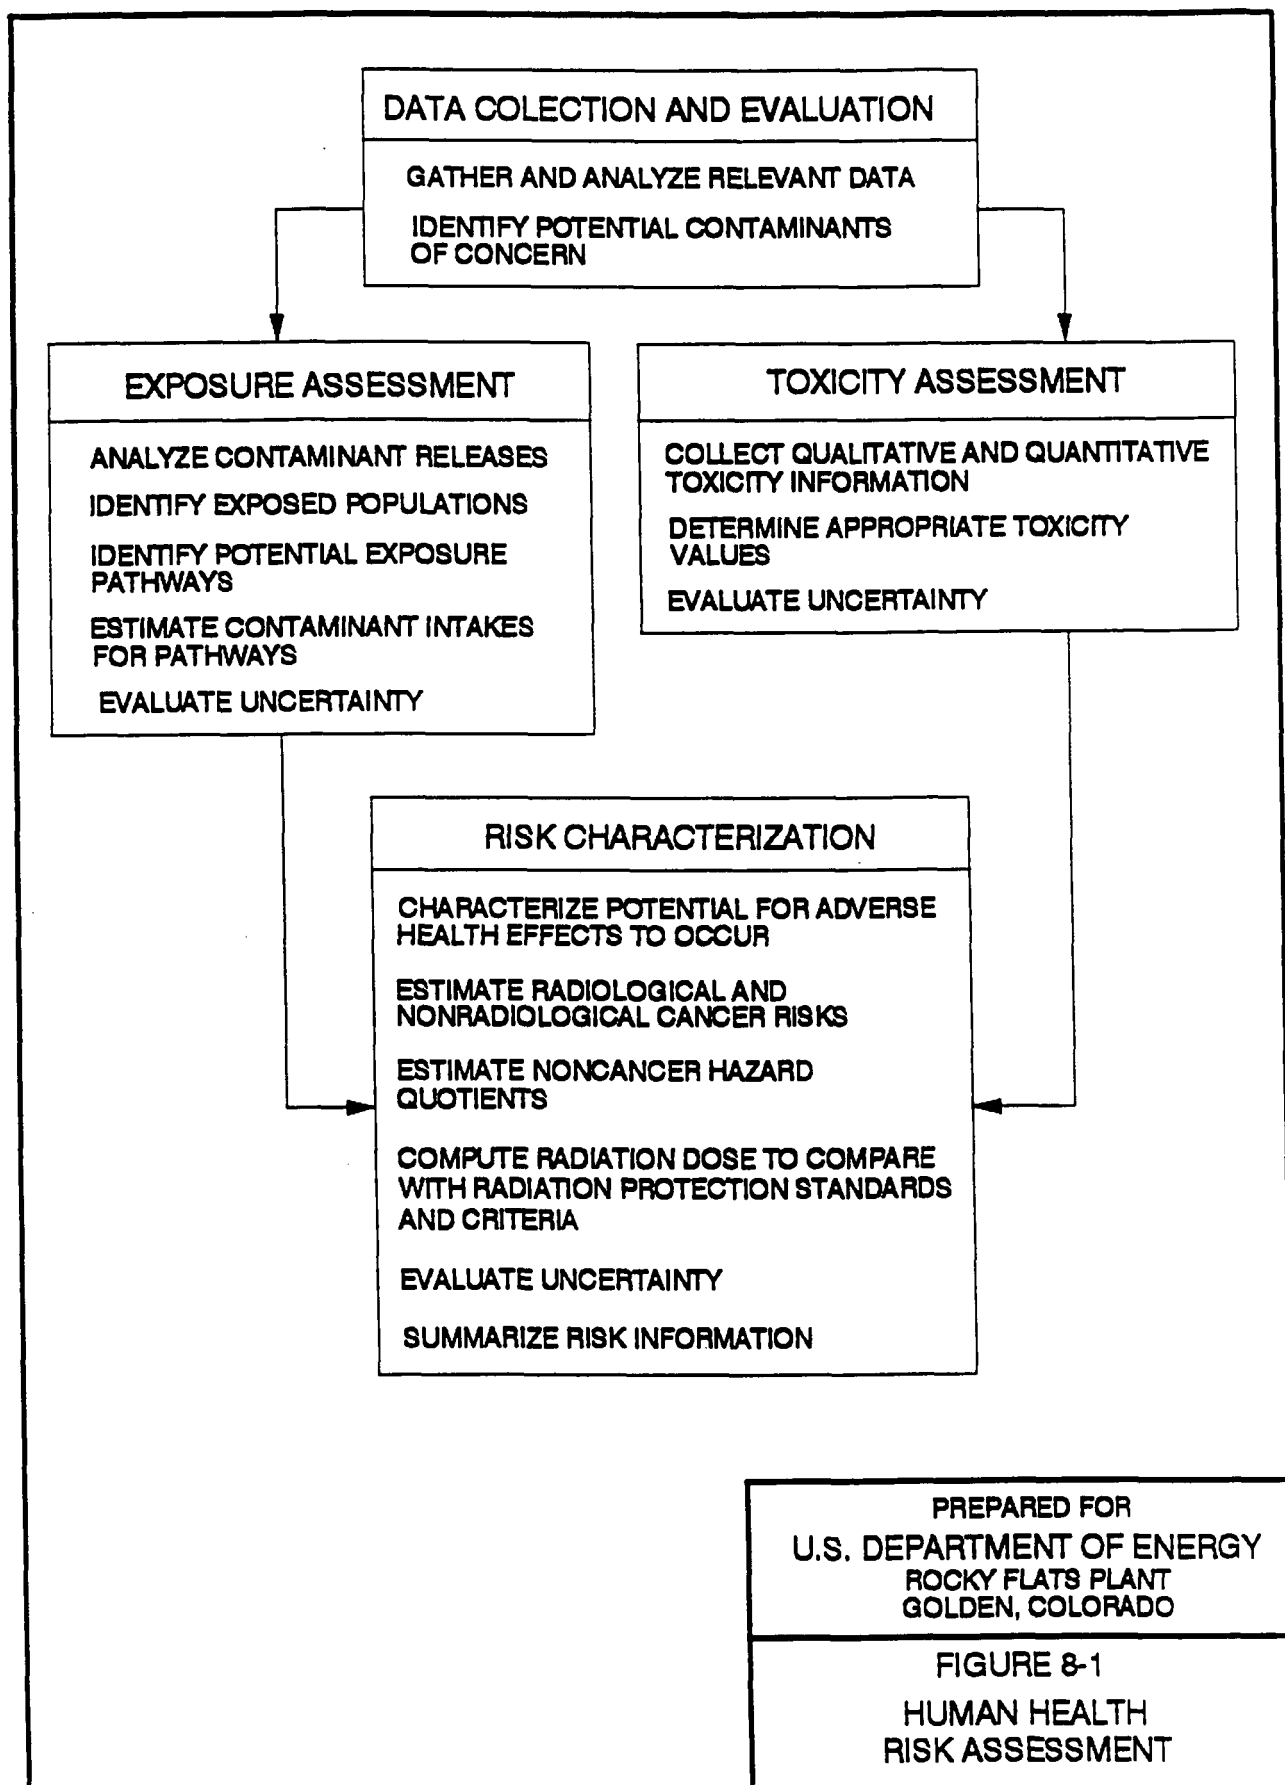 DATA COLECTION AND EVALUATION
GATHER AND ANALYZE RELEVANT DATA
IDENTIFY POTENTIAL CONTAMINANTS
OF CONCERN
EXPOSURE ASSESSMENT
ANALYZE CONTAMINANT RELEASES
IDENTIFY EXPOSED POPULATIONS
IDENTIFY POTENTIAL EXPOSURE
PATHWAYS
ESTIMATE CONTAMINANT INTAKES
FOR PATHWAYS
EVALUATE UNCERTAINTY
TOXICITY ASSESSMENT
COLLECT QUALITATIVE AND QUANTITATIVE
TOXICITY INFORMATION
DETERMINE APPROPRIATE TOXICITY
VALUES
EVALUATE UNCERTAINTY
RISK CHARACTERIZATION
CHARACTERIZE POTENTIAL FOR ADVERSE
HEALTH EFFECTS TO OCCUR
ESTIMATE RADIOLOGICAL AND
NONRADIOLOGICAL CANCER RISKS
ESTIMATE NONCANCER HAZARD
QUOTIENTS
COMPUTE RADIATION DOSE TO COMPARE
WITH RADIATION PROTECTION STANDARDS
AND CRITERIA
EVALUATE UNCERTAINTY
SUMMARIZE RISK INFORMATION
PREPARED FOR
U.S. DEPARTMENT OF ENERGY
ROCKY FLATS PLANT
GOLDEN, COLORADO
FIGURE 8-1
HUMAN HEALTH
RISK ASSESSMENT